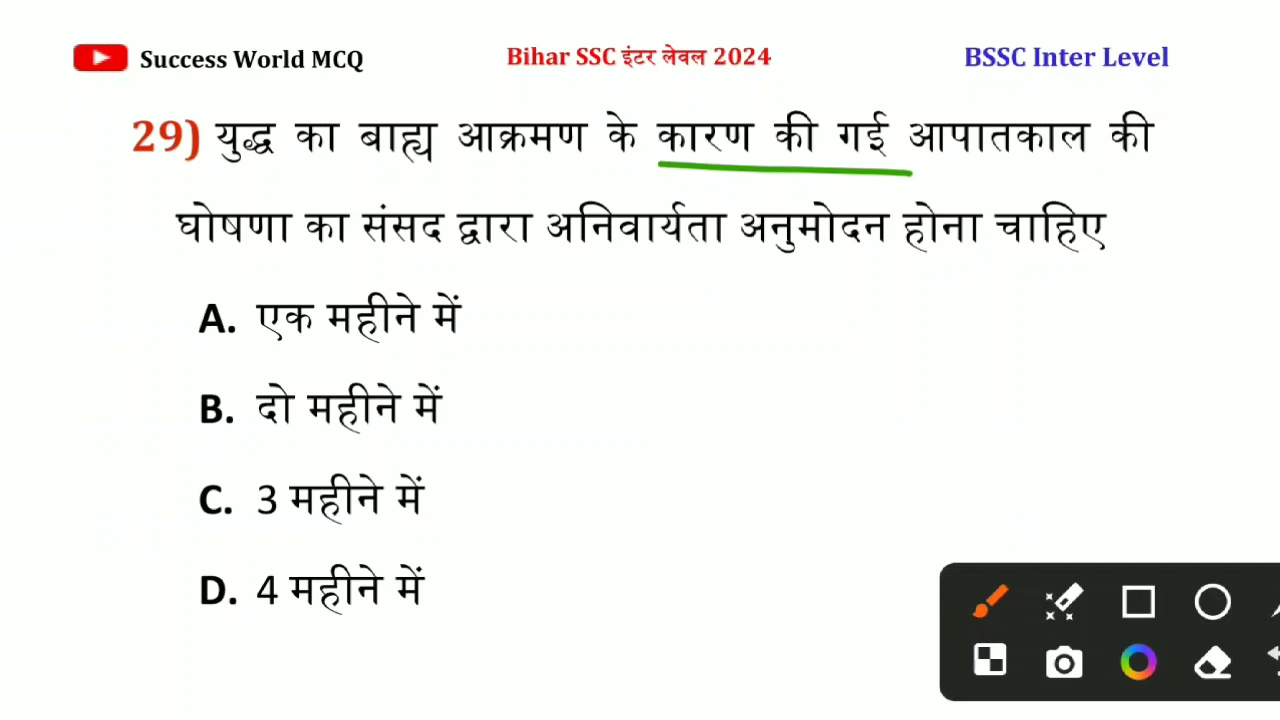 Success World MCQ
Bihar SSC इंटर लेवल 2024
BSSC Inter Level
29) युद्ध का बाह्य आक्रमण के कारण की गई आपातकाल की
घोषणा का संसद द्वारा अनिवार्यता अनुमोदन होना चाहिए
A. एक महीने में
B. दो महीने में
C. 3 महीने में
D. 4 महीने में